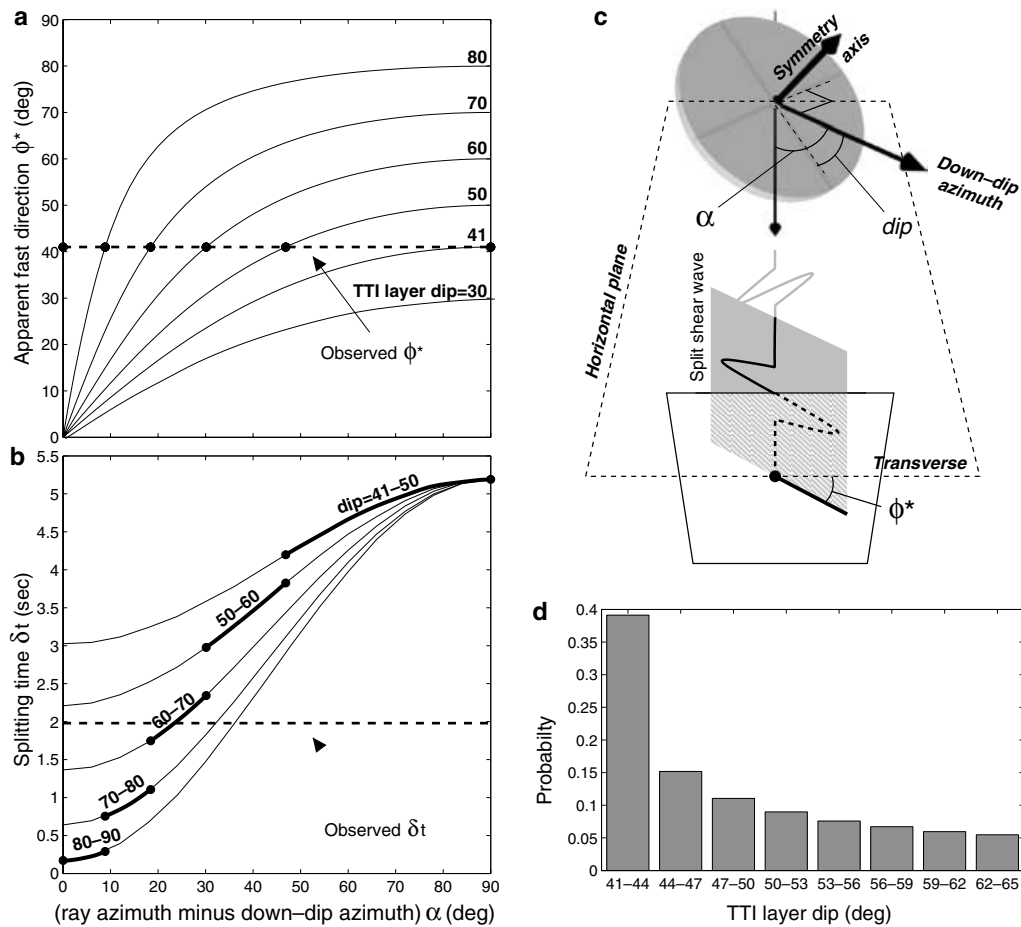 a
90
80
70
60
50
40
30
20
10
0
Apparent fast direction ϕ* (deg)
80
70
60
50
41
TTI layer dip=30
Observed ϕ*
b
5.5
5
4.5
4
3.5
3
2.5
2
1.5
1
0.5
0
Splitting time δt (sec)
dip=41–50
50–60
60–70
70–80
80–90
Observed δt
0
10
20
30
40
50
60
70
80
90
(ray azimuth minus down–dip azimuth) α (deg)
c
Symmetry
axis
Down–dip
azimuth
α
dip
Horizontal plane
Split shear wave
Transverse
ϕ*
d
0.4
0.35
0.3
0.25
0.2
0.15
0.1
0.05
0
Probabilty
41–44
44–47
47–50
50–53
53–56
56–59
59–62
62–65
TTI layer dip (deg)